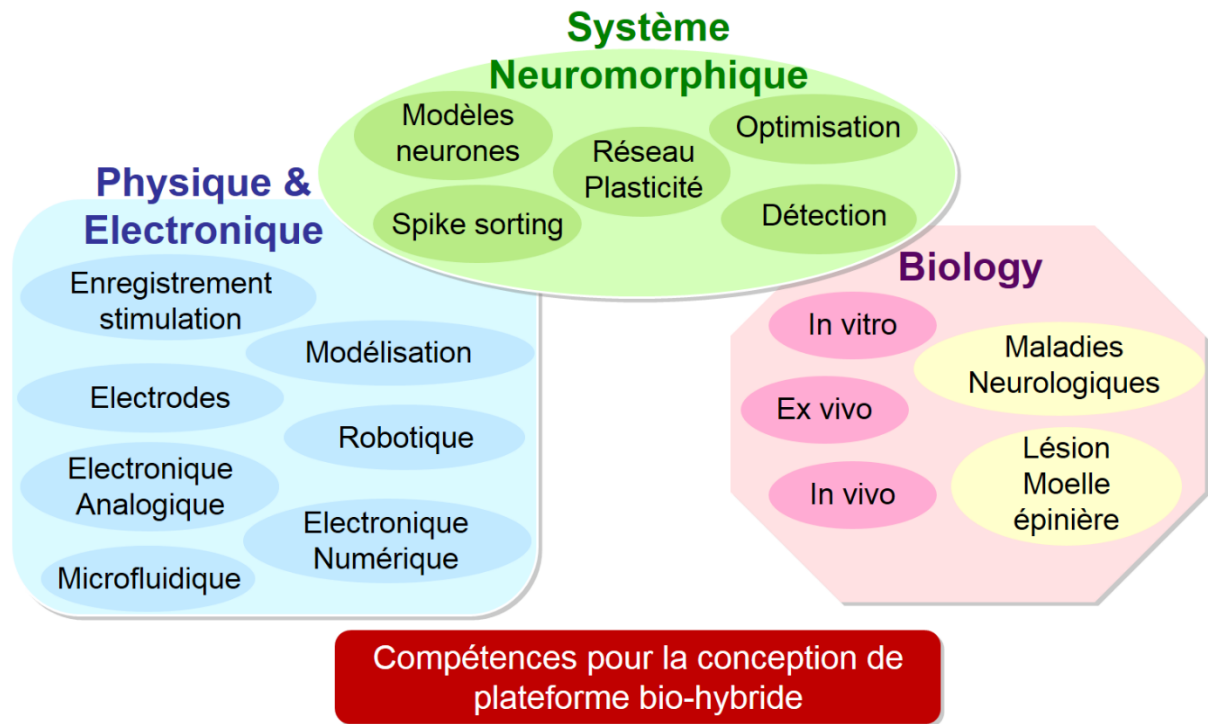 Système
Neuromorphique
Modèles
neurones
Réseau
Plasticité
Optimisation
Spike sorting
Détection
Physique &
Electronique
Enregistrement
stimulation
Modélisation
Electrodes
Robotique
Electronique
Analogique
Electronique
Numérique
Microfluidique
Biology
In vitro
Maladies
Neurologiques
Ex vivo
In vivo
Lésion
Moelle
épinière
Compétences pour la conception de
plateforme bio-hybride